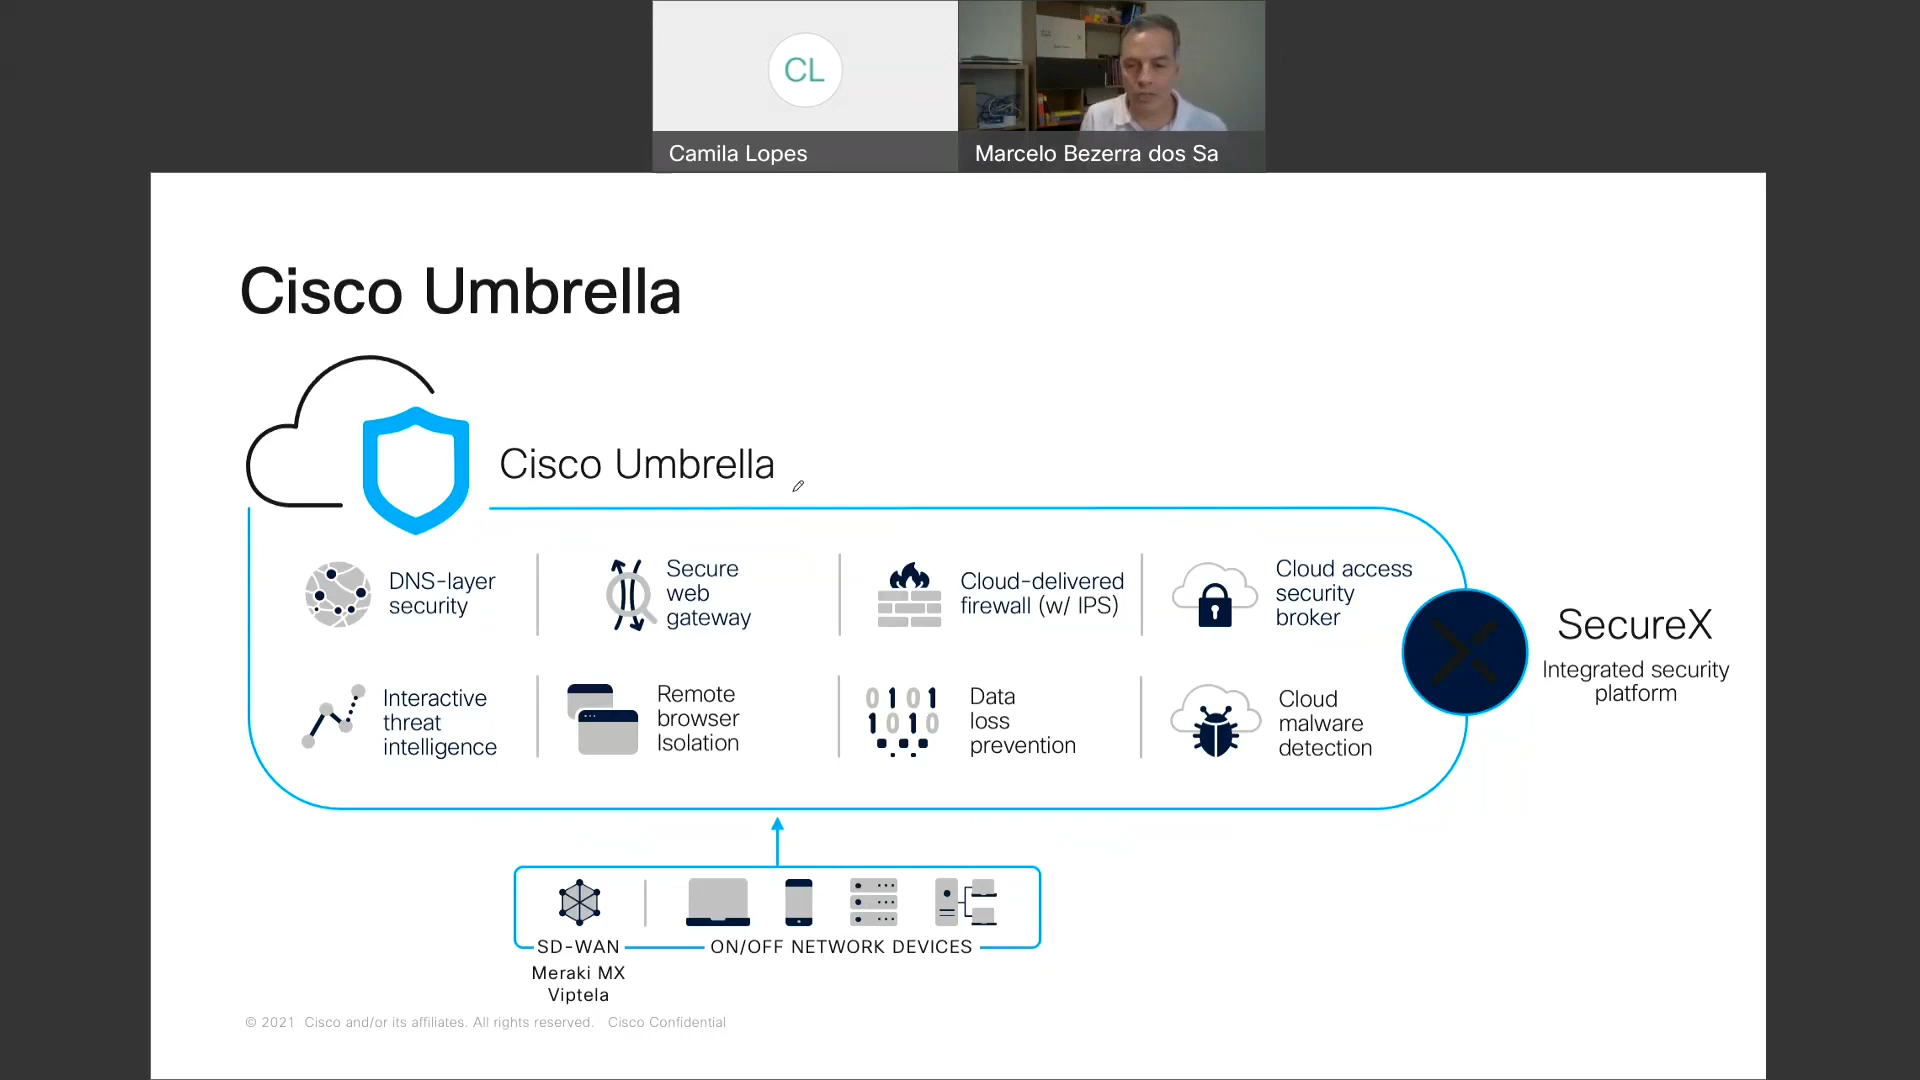 CL
Camila Lopes
Marcelo Bezerra dos Sa
Cisco Umbrella
Cisco Umbrella
DNS-layer
security
Secure
web
gateway
Cloud-delivered
firewall (w/ IPS)
Cloud access
security
broker
Interactive
threat
intelligence
Remote
browser
Isolation
0101
1010
Data
loss
prevention
Cloud
malware
detection
SecureX
Integrated security
platform
SD-WAN
ON/OFF NETWORK DEVICES
Meraki MX
Viptela
© 2021 Cisco and/or its affiliates. All rights reserved. Cisco Confidential